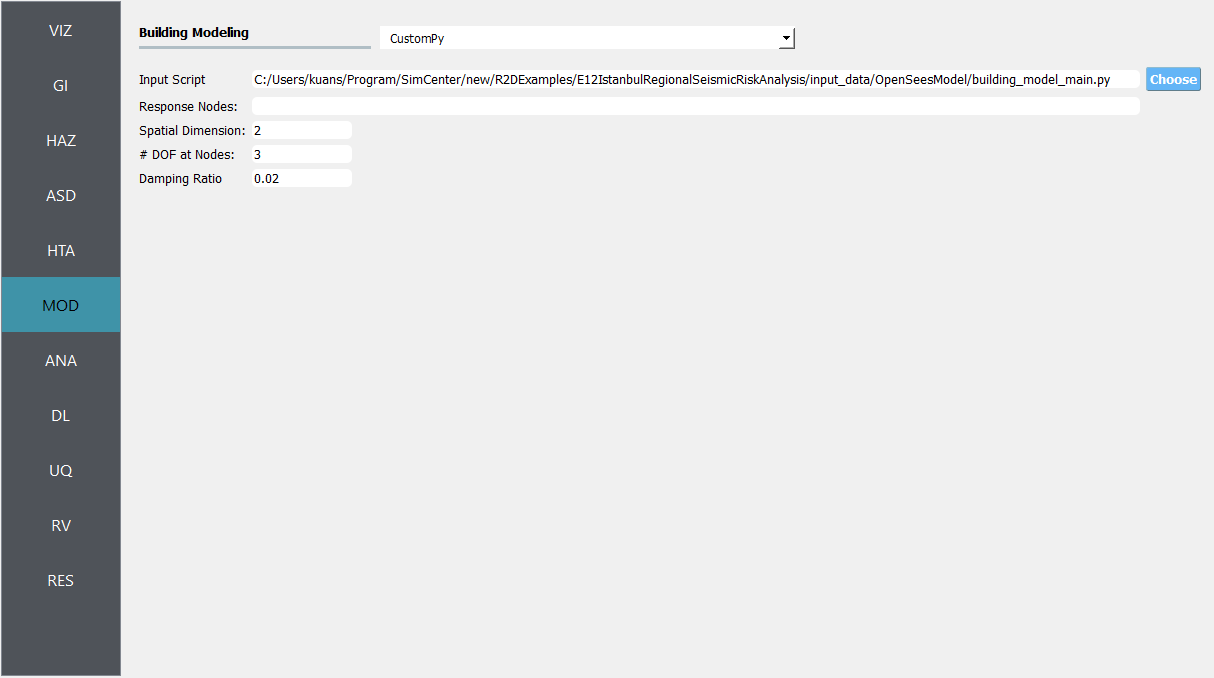 VIZ
GI
HAZ
ASD
HTA
MOD
ANA
DL
UQ
RV
RES
Building Modeling
CustomPy
Input Script C:/Users/kuans/Program/SimCenter/new/R2DExamples/E12IstanbulRegionalSeismicRiskAnalysis/input_data/OpenSeesModel/building_model_main.py Choose
Response Nodes:
Spatial Dimension: 2
# DOF at Nodes: 3
Damping Ratio 0.02